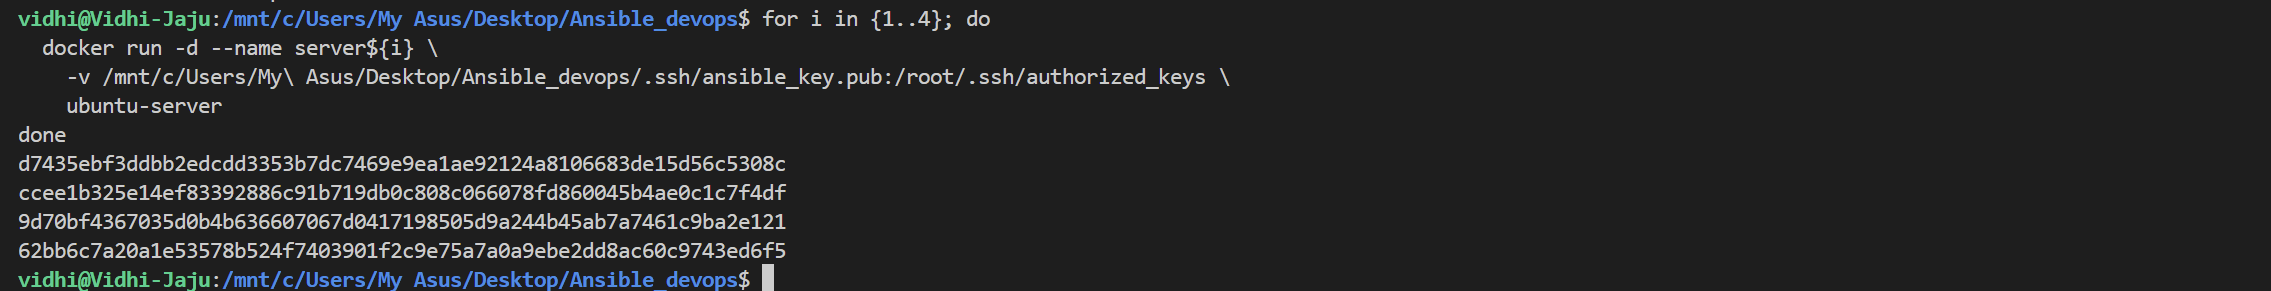 vidhi@Vidhi-Jaju:/mnt/c/Users/My Asus/Desktop/Ansible_devops$ for i in {1..4}; do
  docker run -d --name server${i} \
    -v /mnt/c/Users/My\ Asus/Desktop/Ansible_devops/.ssh/ansible_key.pub:/root/.ssh/authorized_keys \
    ubuntu-server
done
d7435ebf3ddbb2edcdd3353b7dc7469e9ea1ae92124a8106683de15d56c5308c
ccee1b325e14ef83392886c91b719db0c808c066078fd860045b4ae0c1c7f4df
9d70bf4367035d0b4b636607067d0417198505d9a244b45ab7a7461c9ba2e121
62bb6c7a20a1e53578b524f7403901f2c9e75a7a0a9ebe2dd8ac60c9743ed6f5
vidhi@Vidhi-Jaju:/mnt/c/Users/My Asus/Desktop/Ansible_devops$